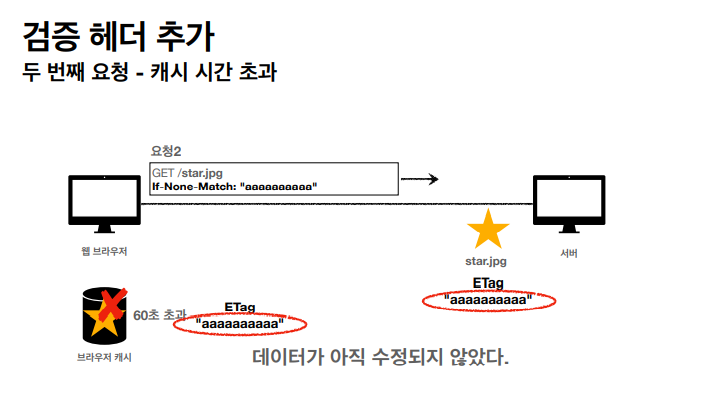 검증 헤더 추가
두 번째 요청 - 캐시 시간 초과
요청2
GET /star.jpg
If-None-Match: "aaaaaaaaaa"
웹 브라우저
서버
star.jpg
ETag
"aaaaaaaaaa"
60초 초과
ETag
"aaaaaaaaaa"
브라우저 캐시
데이터가 아직 수정되지 않았다.